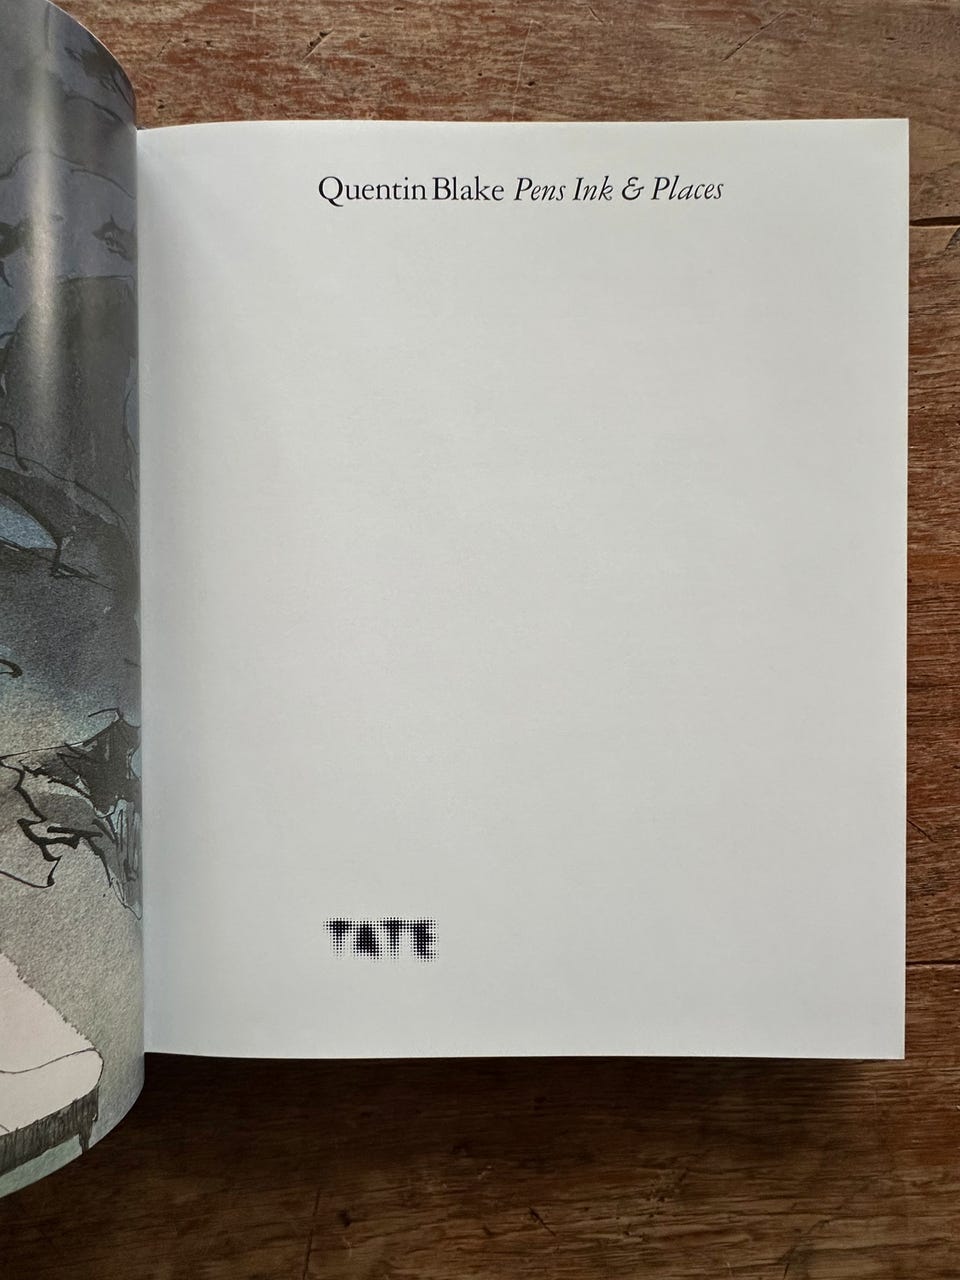 Quentin Blake Pens Ink & Places
TATE